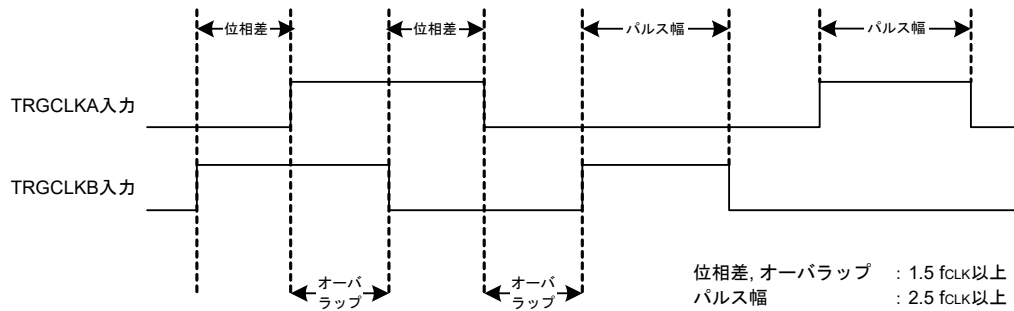 位相差
位相差
パルス幅
パルス幅
TRGCLKA入力
TRGCLKB入力
オーバ
ラップ
オーバ
ラップ
位相差, オーバラップ : 1.5 fCLK以上
パルス幅 : 2.5 fCLK以上